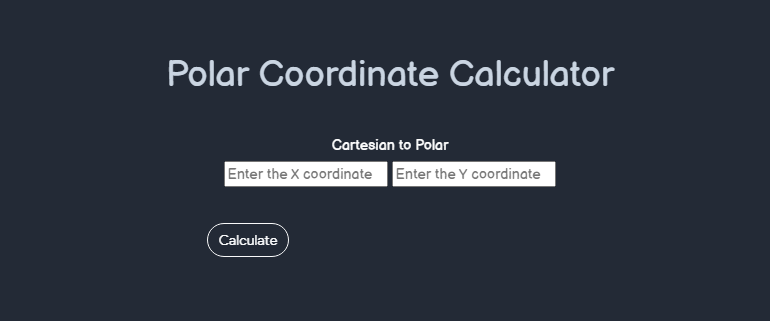 Polar Coordinate Calculator
Cartesian to Polar
Enter the X coordinate Enter the Y coordinate
Calculate